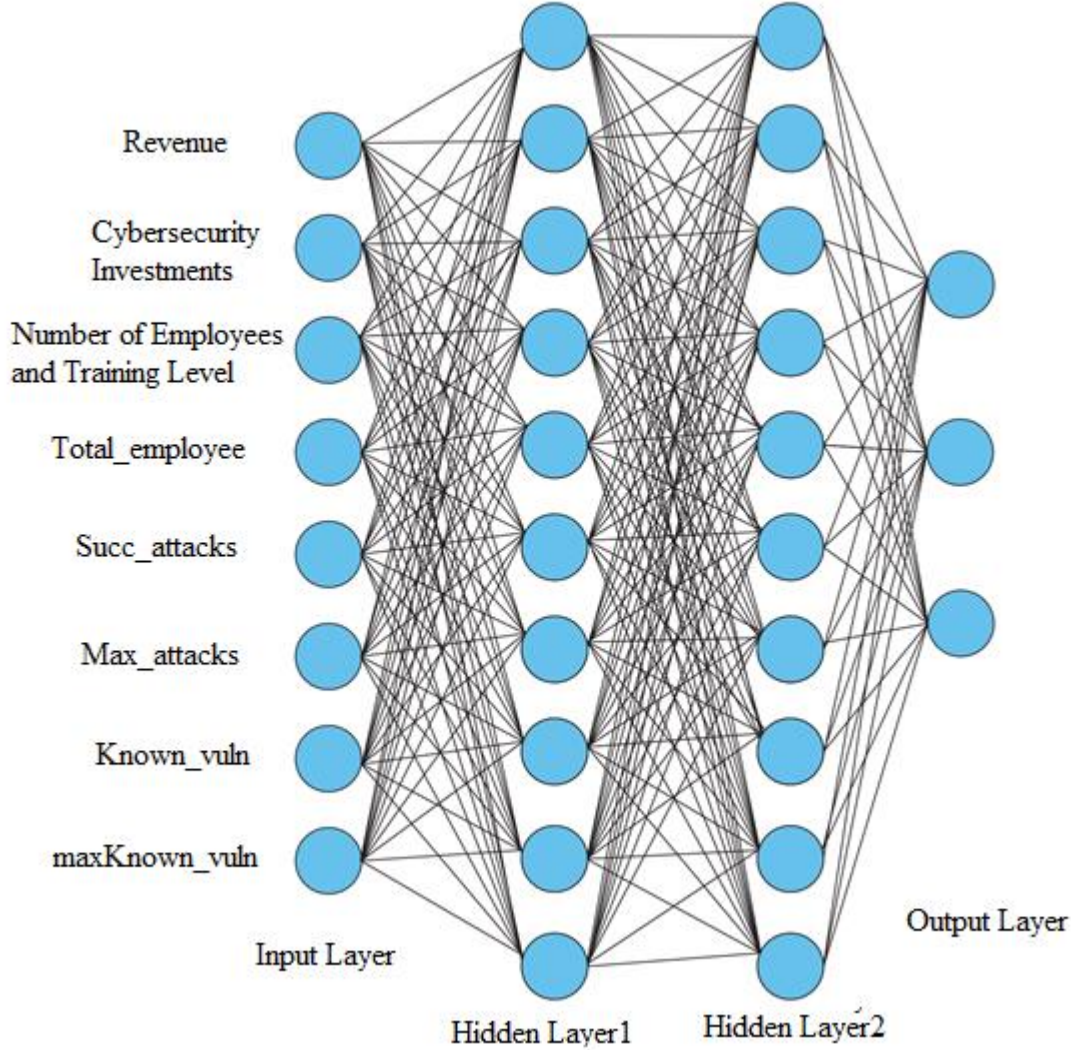 Revenue
Cybersecurity
Investments
Number of Employees
and Training Level
Total_employee
Succ_attacks
Max_attacks
Known_vuln
maxKnown_vuln
Input Layer
Hidden Layer1
Hidden Layer2
Output Layer